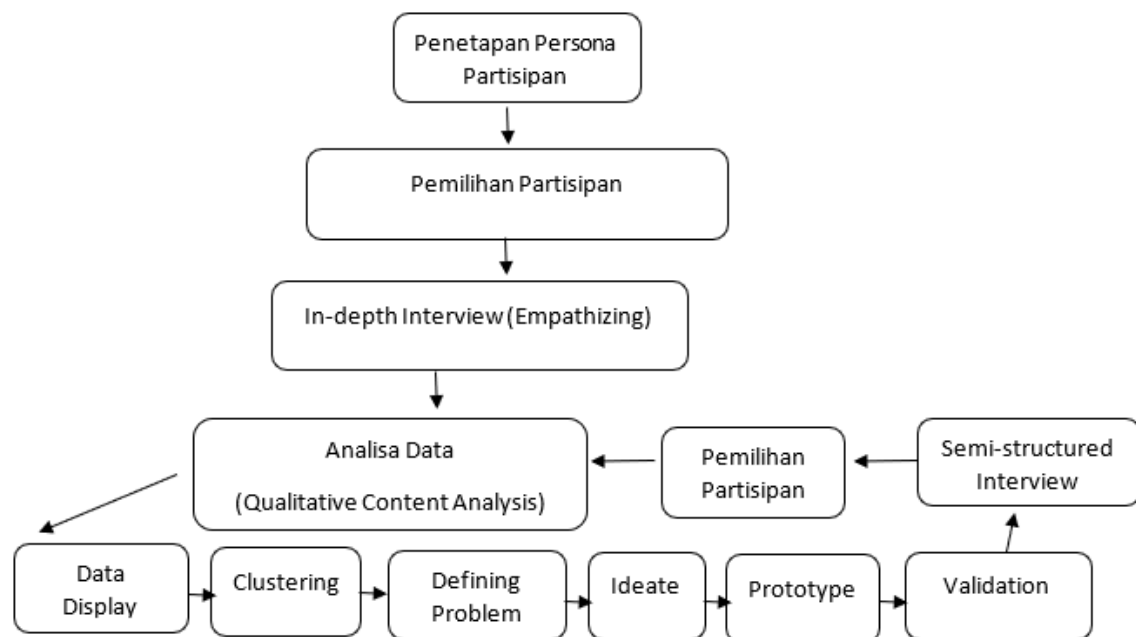 Penetapan Persona
Partisipan
Pemilihan Partisipan
In-depth Interview (Empathizing)
Analisa Data
(Qualitative Content Analysis)
Pemilihan
Partisipan
Semi-structured
Interview
Data
Display
Clustering
Defining
Problem
Ideate
Prototype
Validation